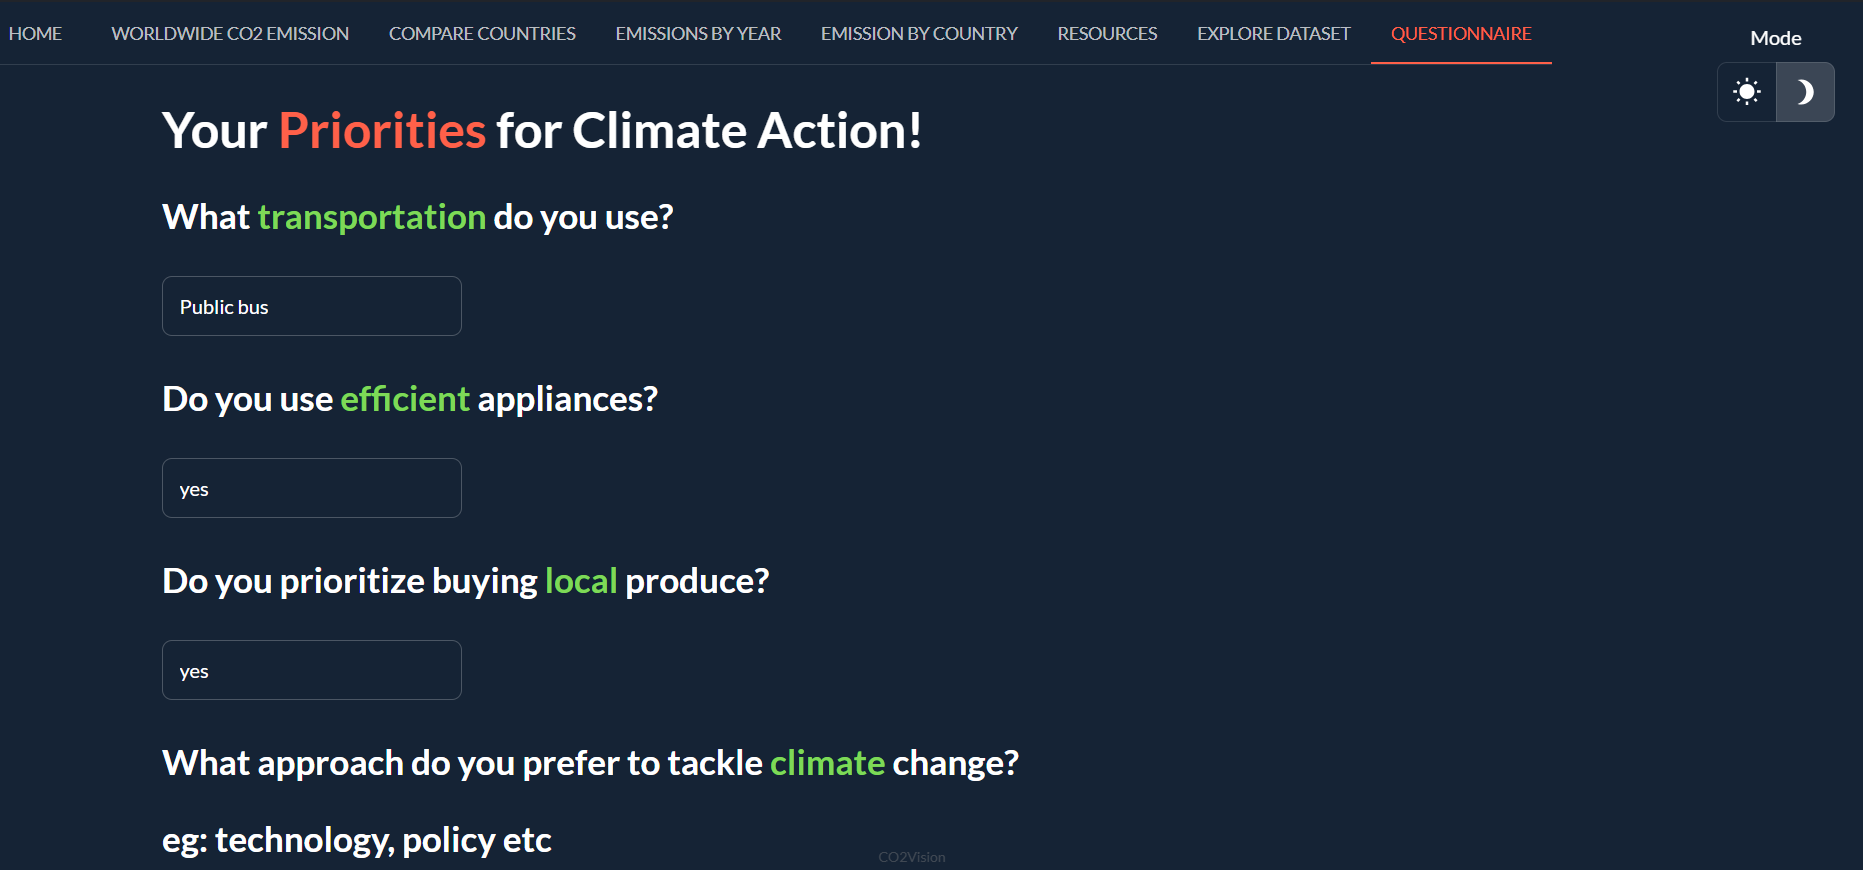 HOME WORLDWIDE CO2 EMISSION COMPARE COUNTRIES EMISSIONS BY YEAR EMISSION BY COUNTRY RESOURCES EXPLORE DATASET QUESTIONNAIRE
Mode
Your Priorities for Climate Action!
What transportation do you use?
Public bus
Do you use efficient appliances?
yes
Do you prioritize buying local produce?
yes
What approach do you prefer to tackle climate change?
eg: technology, policy etc
CO2Vision